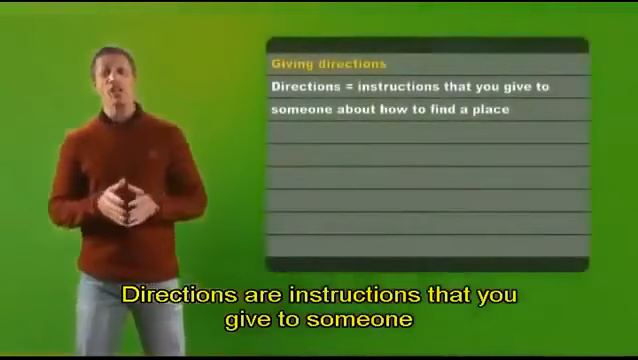 Giving directions
Directions = instructions that you give to
someone about how to find a place
Directions are instructions that you
give to someone